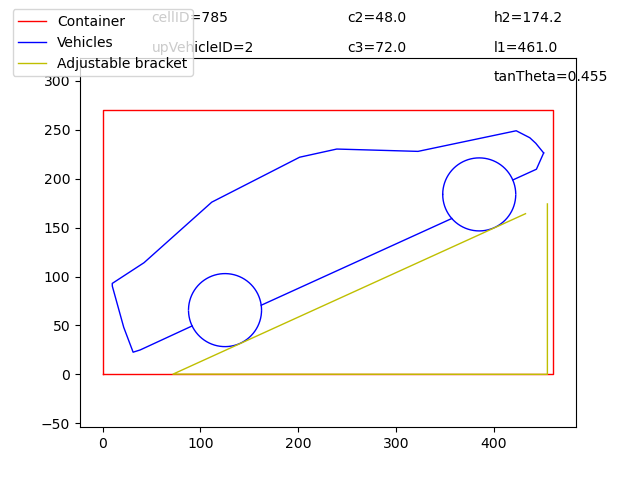 cellID=785 c2=48.0 h2=174.2
upVehicleID=2 c3=72.0 l1=461.0
tanTheta=0.455
Container
Vehicles
Adjustable bracket
300
250
200
150
100
50
0
−50
0 100 200 300 400